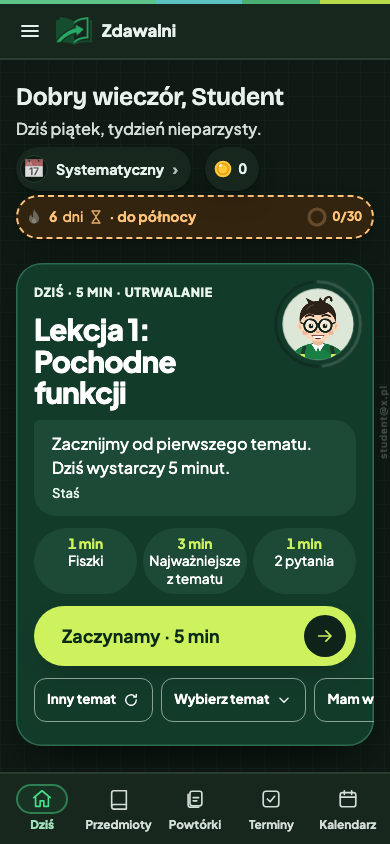 Zdawalni
Dobry wieczór, Student
Dziś piątek, tydzień nieparzysty.
17
Systematyczny ›
0
6 dni · do północy
0/30
DZIŚ · 5 MIN · UTRWALANIE
Lekcja 1:
Pochodne
funkcji
Zacznijmy od pierwszego tematu.
Dziś wystarczy 5 minut.
Staś
1 min
Fiszki
3 min
Najważniejsze
z tematu
1 min
2 pytania
Zaczynamy · 5 min
Inny temat
Wybierz temat
Mam w
student@x.pl
Dziś
Przedmioty
Powtórki
Terminy
Kalendarz